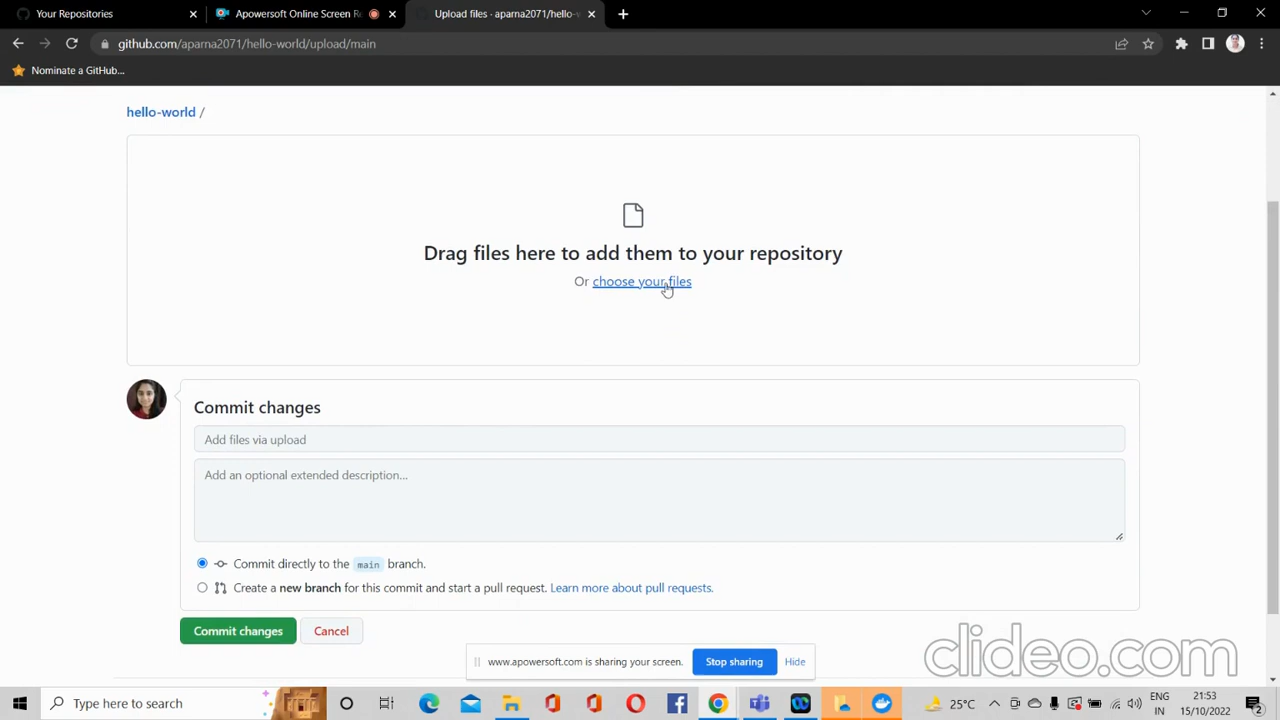 Your Repositories
Apowersoft Online Screen Re
Upload files · aparna2071/hello-w
github.com/aparna2071/hello-world/upload/main
Nominate a GitHub...
hello-world /
Drag files here to add them to your repository
Or choose your files
Commit changes
Add files via upload
Add an optional extended description...
Commit directly to the main branch.
Create a new branch for this commit and start a pull request. Learn more about pull requests.
Commit changes
Cancel
www.apowersoft.com is sharing your screen.
Stop sharing
Hide
clideo.com
Type here to search
25°C
ENG
IN
21:53
15/10/2022
2